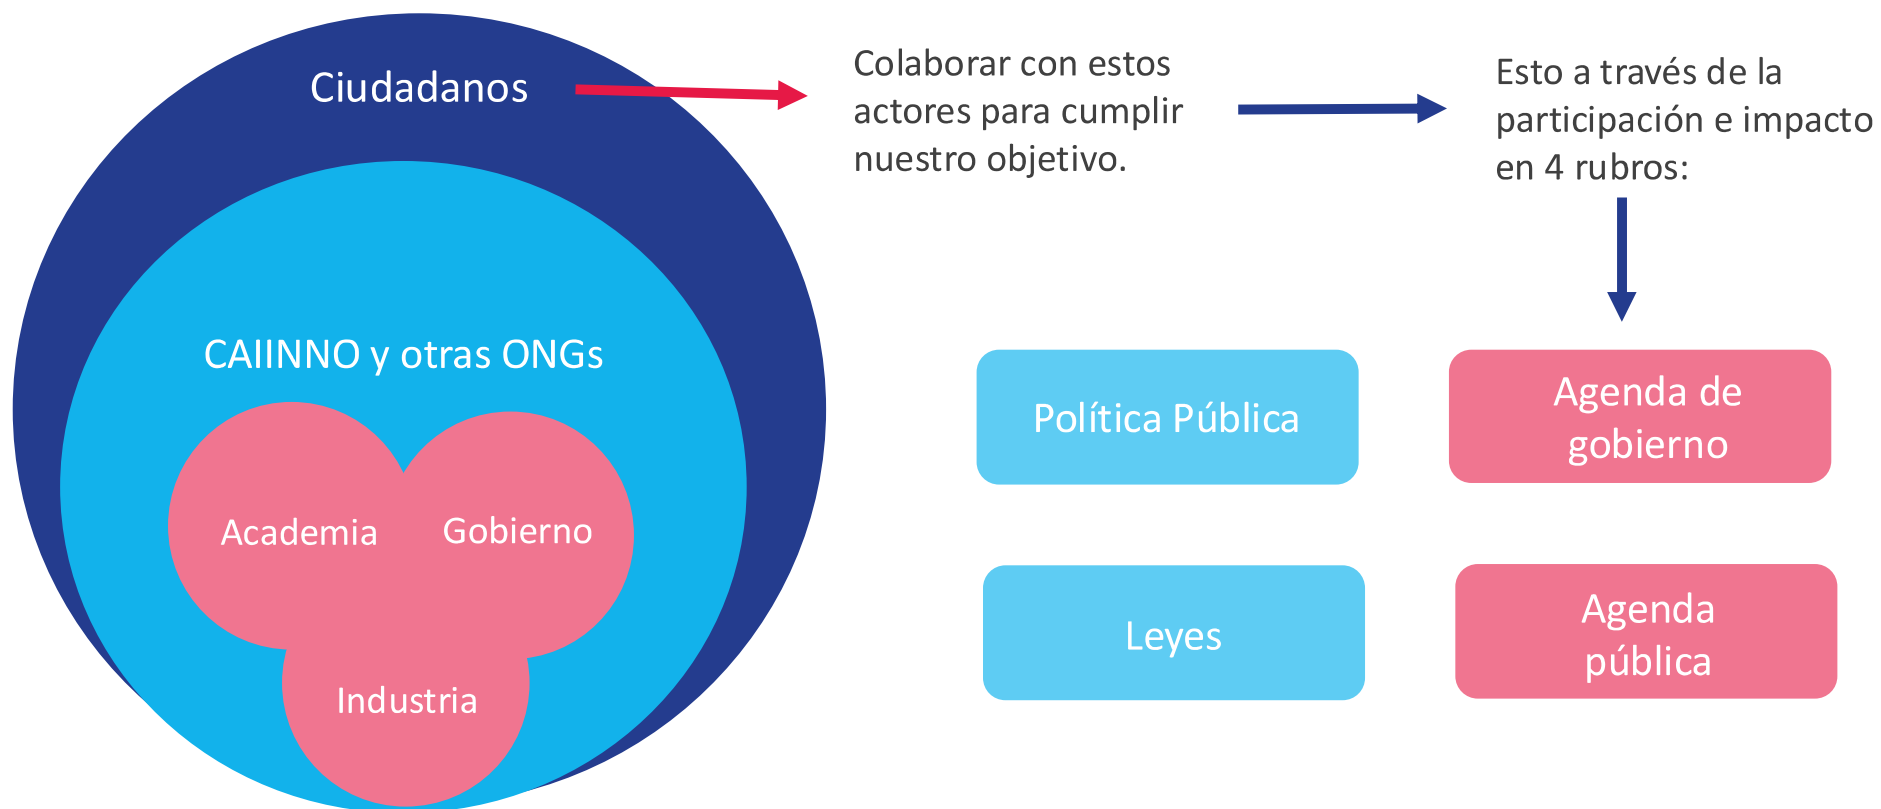 Ciudadanos
CAIINNO y otras ONGs
Academia
Gobierno
Industria
Colaborar con estos
actores para cumplir
nuestro objetivo.
Esto a través de la
participación e impacto
en 4 rubros:
Política Pública
Agenda de
gobierno
Leyes
Agenda
pública